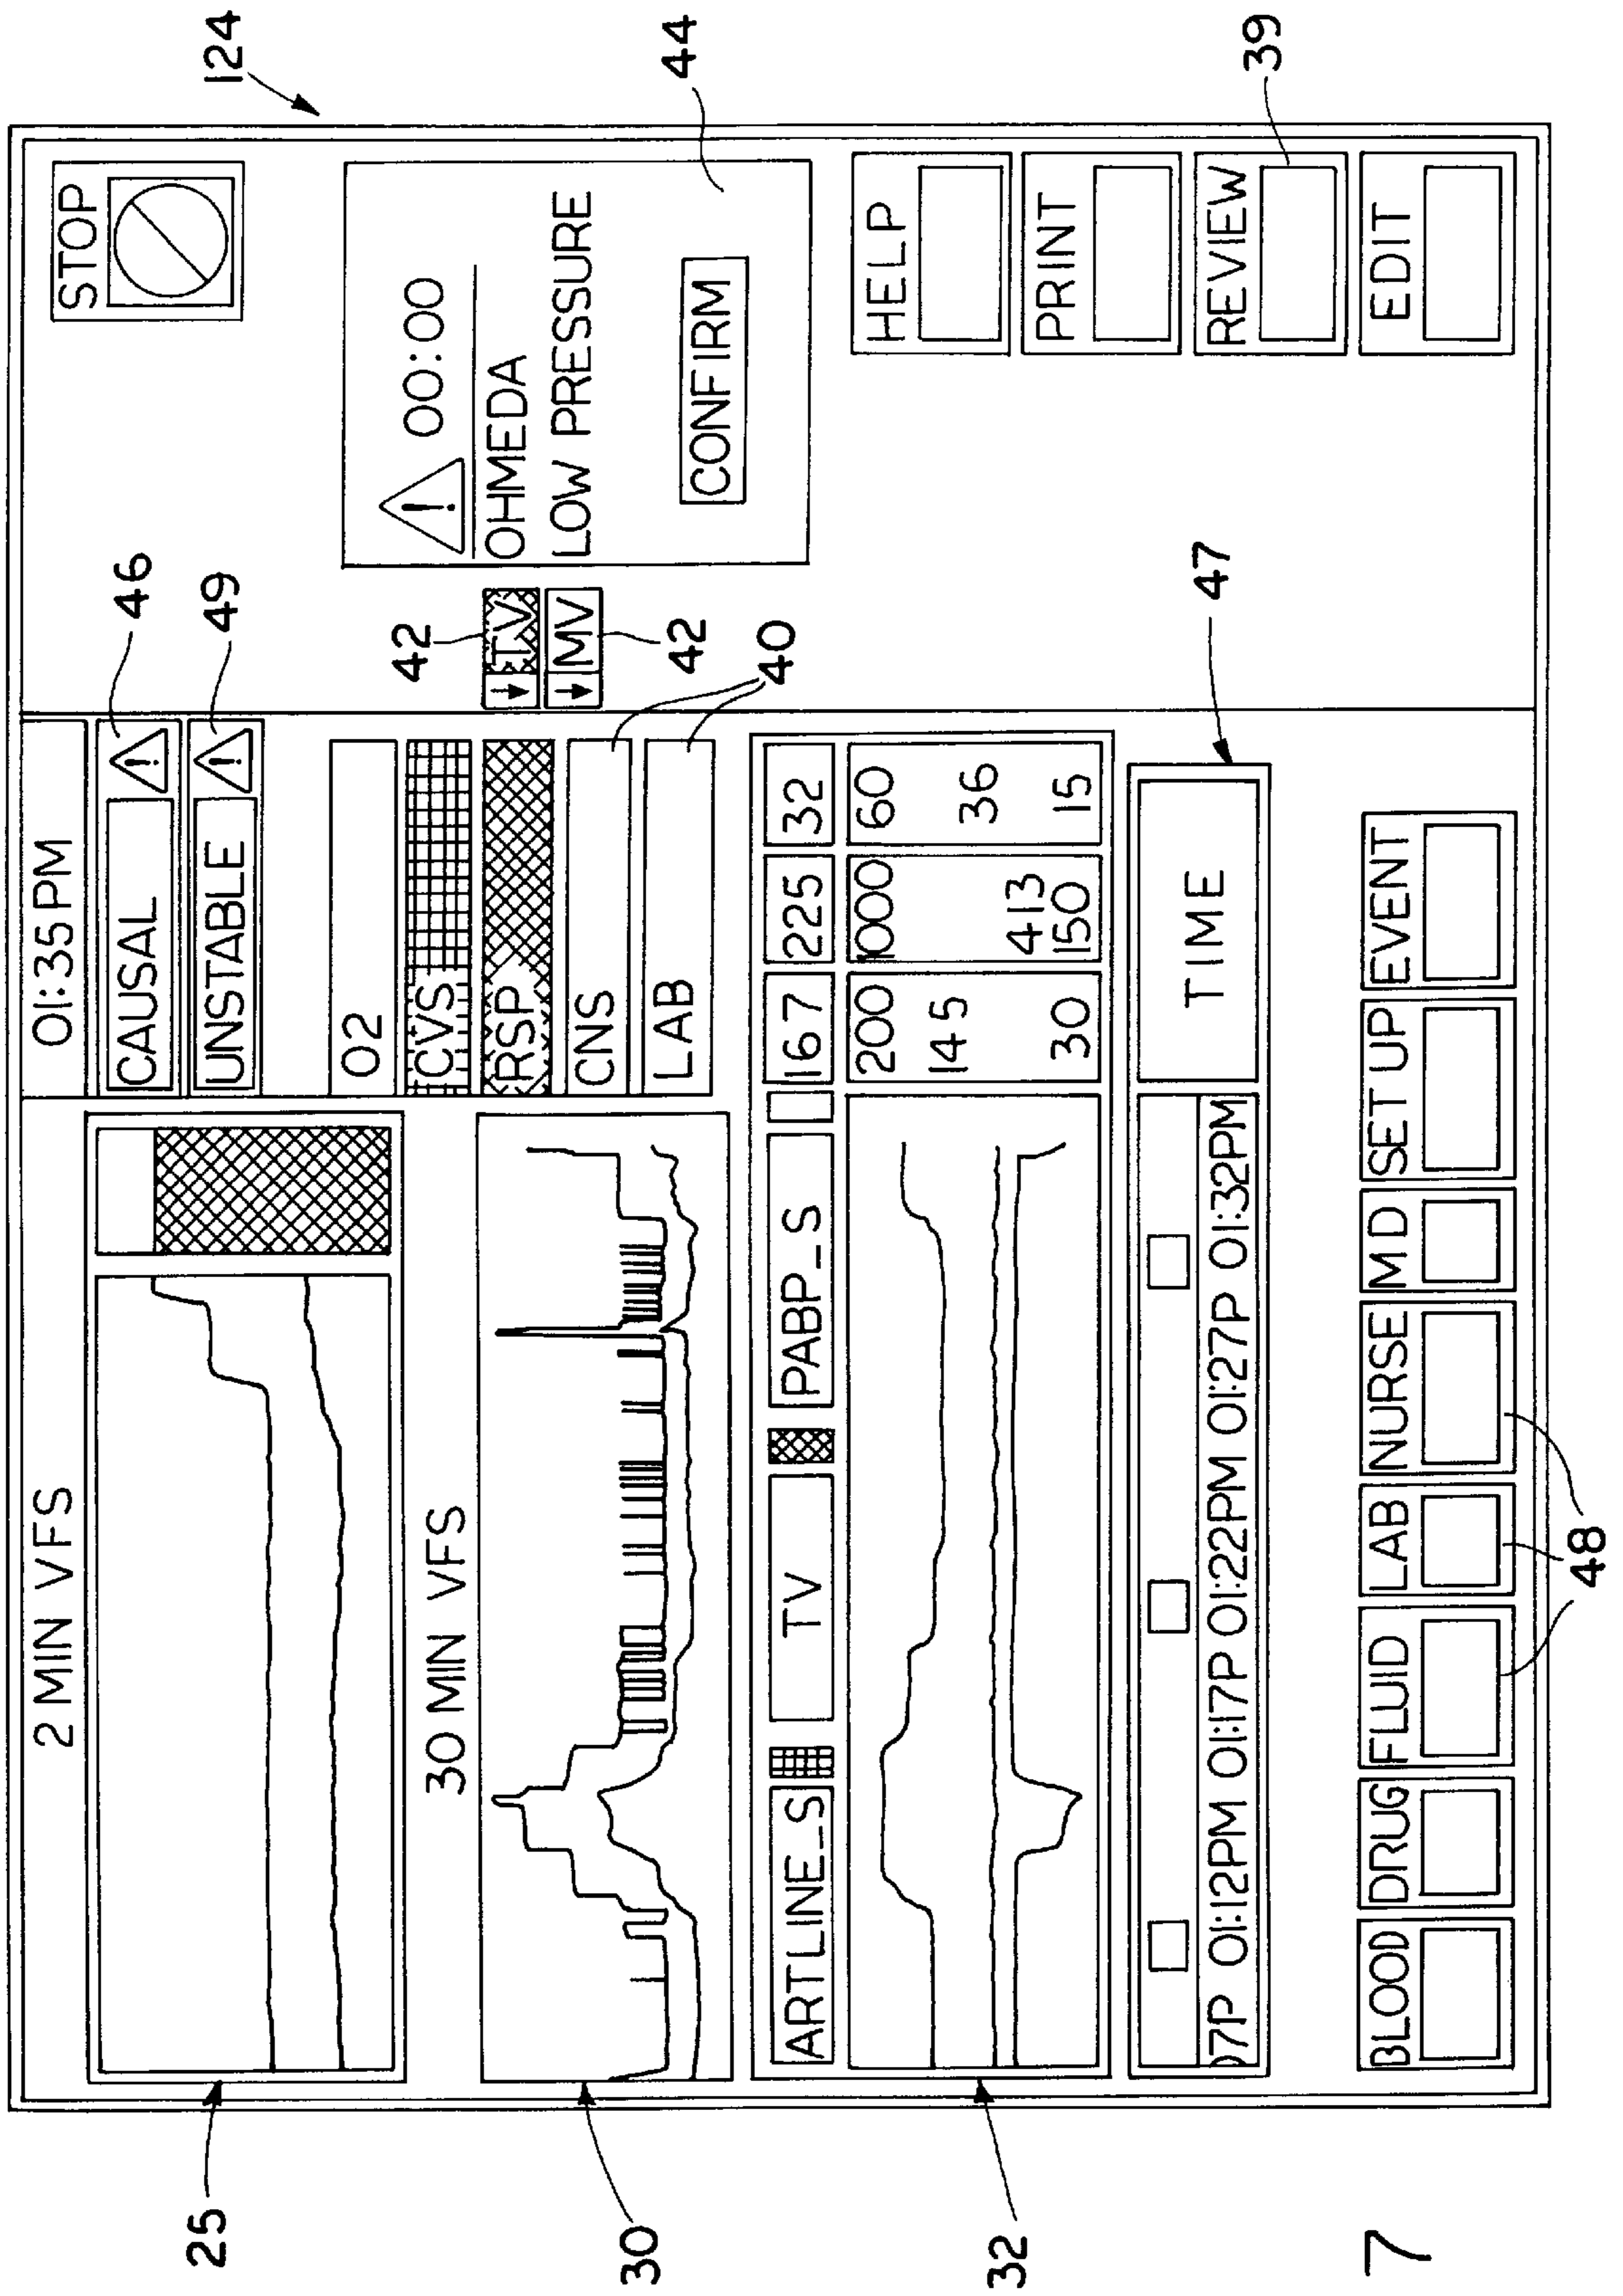 124
2 MIN VFS
01:35PM
STOP
CAUSAL
46
UNSTABLE
49
25
30 MIN VFS
02
CVS
RSP
CNS
LAB
42
TV
MV
42
40
00:00
OHMEDA
LOW PRESSURE
CONFIRM
44
30
ARTLINE_S
TV
PABP_S
167
225
32
200
1000
60
145
413
36
30
150
15
32
HELP
PRINT
REVIEW
39
EDIT
7P 01:12PM 01:17P 01:22PM 01:27P 01:32PM
TIME
47
BLOOD
DRUG
FLUID
LAB
NURSE
MD
SET UP
EVENT
48
7